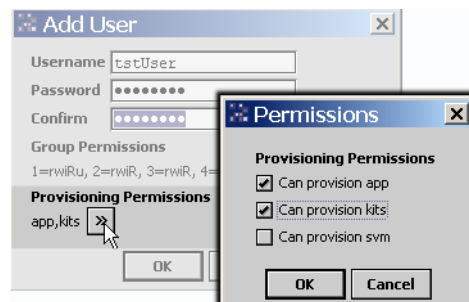 Add User
Username tstUser
Password ••••••••
Confirm ••••••••
Group Permissions
1=rwiRu, 2=rwiR, 3=rwiR, 4=
Provisioning Permissions
app,kits »
OK
Permissions
Provisioning Permissions
Can provision app
Can provision kits
Can provision svm
OK Cancel